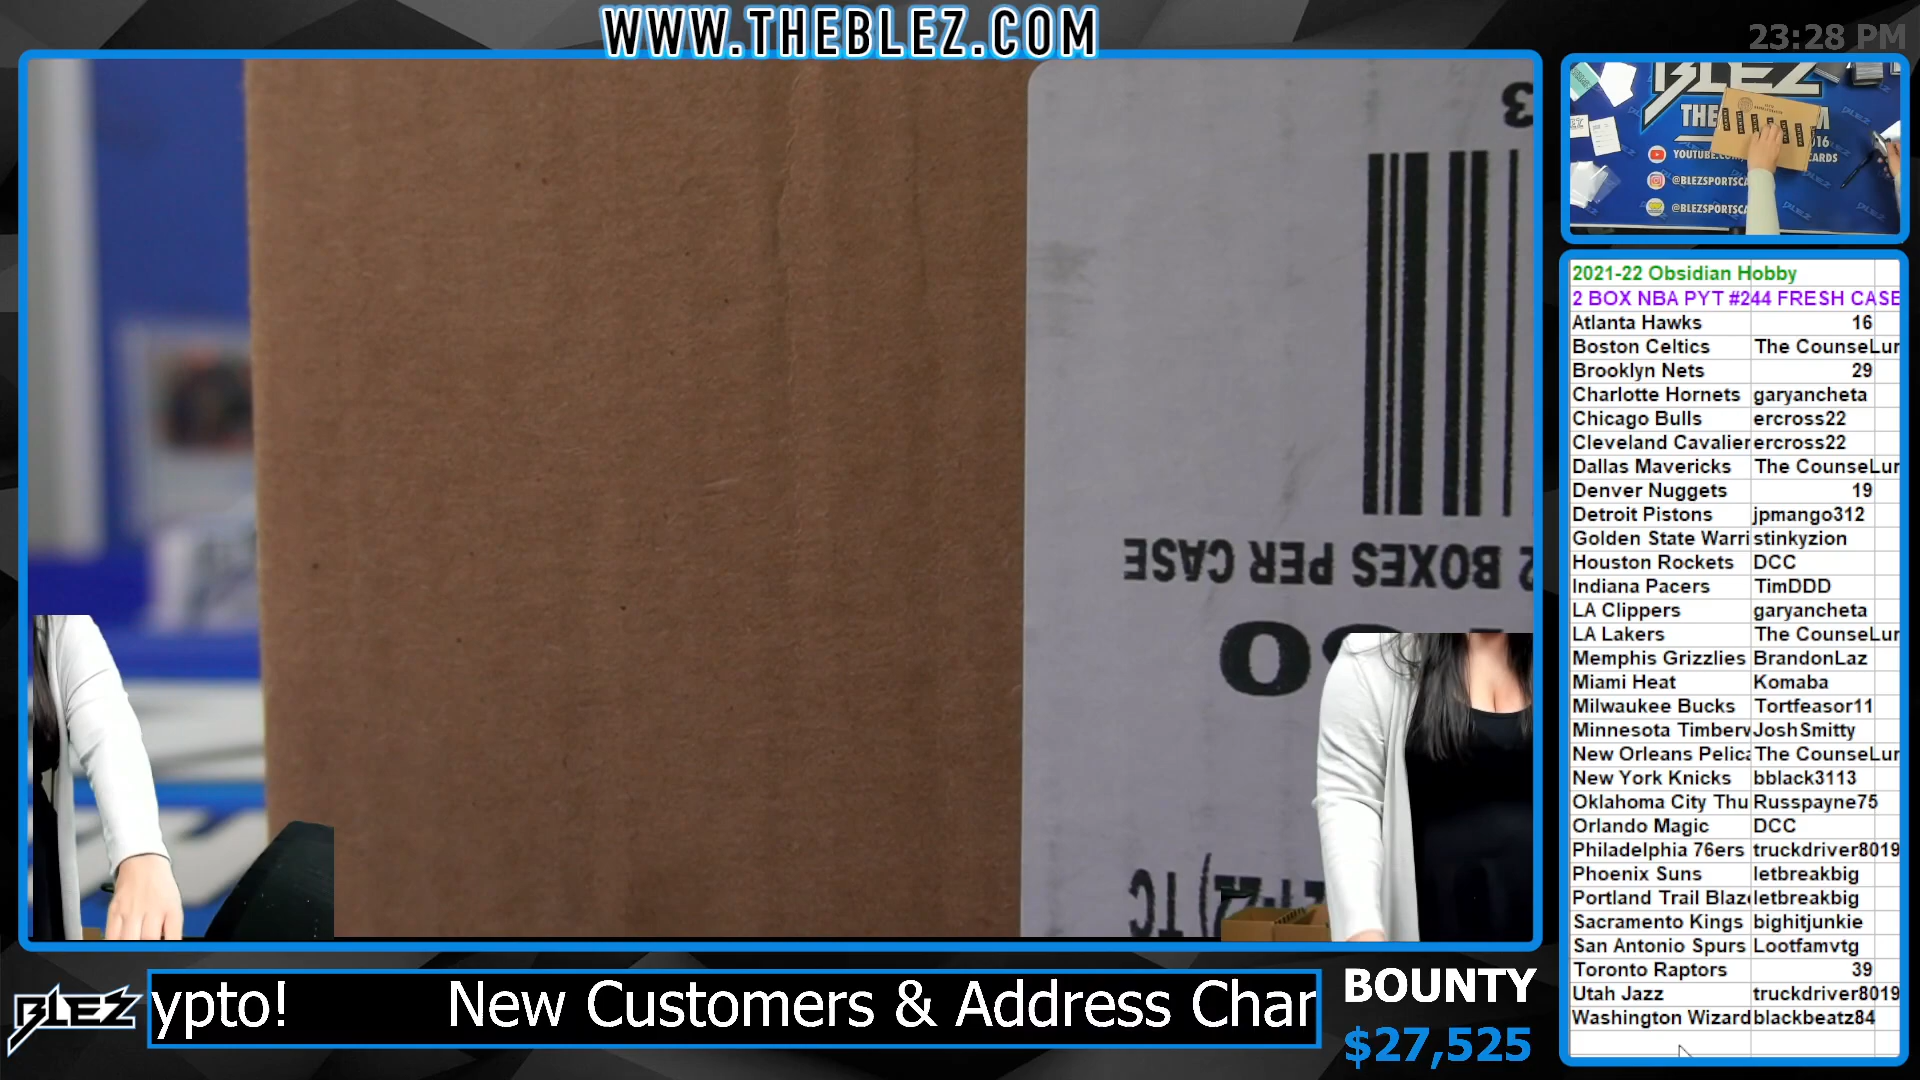 WWW.THEBLEZ.COM
23:28 PM
BLEZ
THE
16
YOUTUBE.
CARDS
@BLEZSPORTSCA
@BLEZSPORTSCA
2 BOXES PER CASE
2021-22 Obsidian Hobby
2 BOX NBA PYT #244 FRESH CASE
Atlanta Hawks 16
Boston Celtics The CounseLur
Brooklyn Nets 29
Charlotte Hornets garyancheta
Chicago Bulls ercross22
Cleveland Cavalier ercross22
Dallas Mavericks The CounseLur
Denver Nuggets 19
Detroit Pistons jpmango312
Golden State Warri stinkyzion
Houston Rockets DCC
Indiana Pacers TimDDD
LA Clippers garyancheta
LA Lakers The CounseLur
Memphis Grizzlies BrandonLaz
Miami Heat Komaba
Milwaukee Bucks Tortfeasor11
Minnesota Timberv JoshSmitty
New Orleans Pelica The CounseLur
New York Knicks bblack3113
Oklahoma City Thu Russpayne75
Orlando Magic DCC
Philadelphia 76ers truckdriver8019
Phoenix Suns letbreakbig
Portland Trail Blaze letbreakbig
Sacramento Kings bighitjunkie
San Antonio Spurs Lootfamvtg
Toronto Raptors 39
Utah Jazz truckdriver8019
Washington Wizard blackbeatz84
BLEZ
ypto! New Customers & Address Char
BOUNTY
$27,525